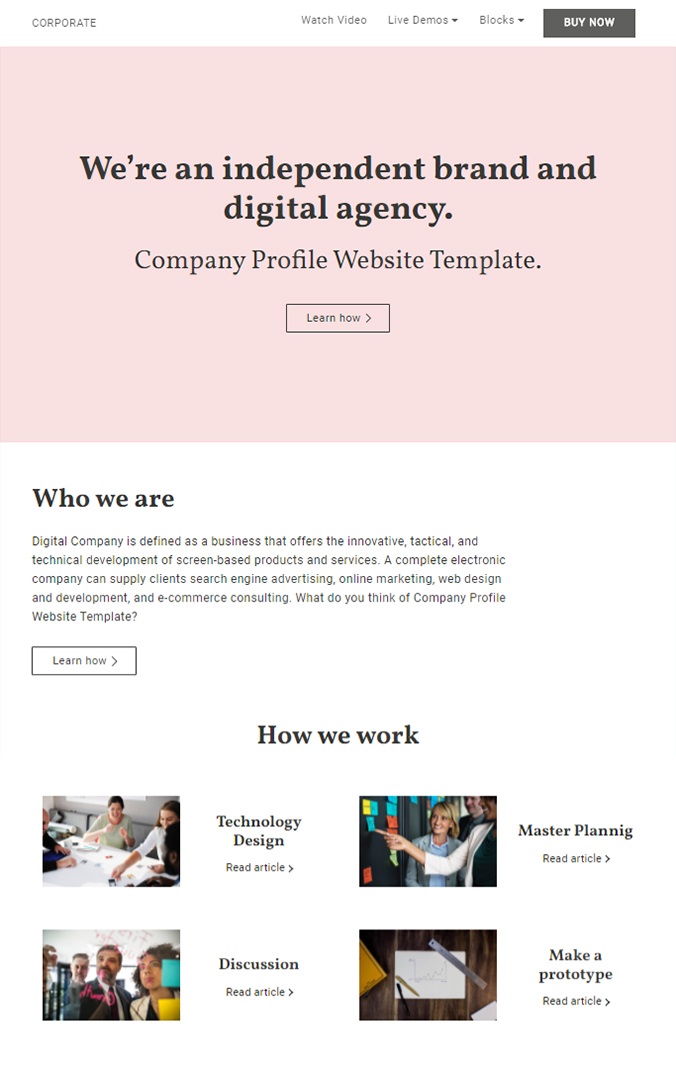 CORPORATE
Watch Video Live Demos Blocks BUY NOW
We’re an independent brand and
digital agency.
Company Profile Website Template.
Learn how
Who we are
Digital Company is defined as a business that offers the innovative, tactical, and
technical development of screen-based products and services. A complete electronic
company can supply clients search engine advertising, online marketing, web design
and development, and e-commerce consulting. What do you think of Company Profile
Website Template?
Learn how
How we work
Technology
Design
Read article
Master Plannig
Read article
Discussion
Read article
Make a
prototype
Read article